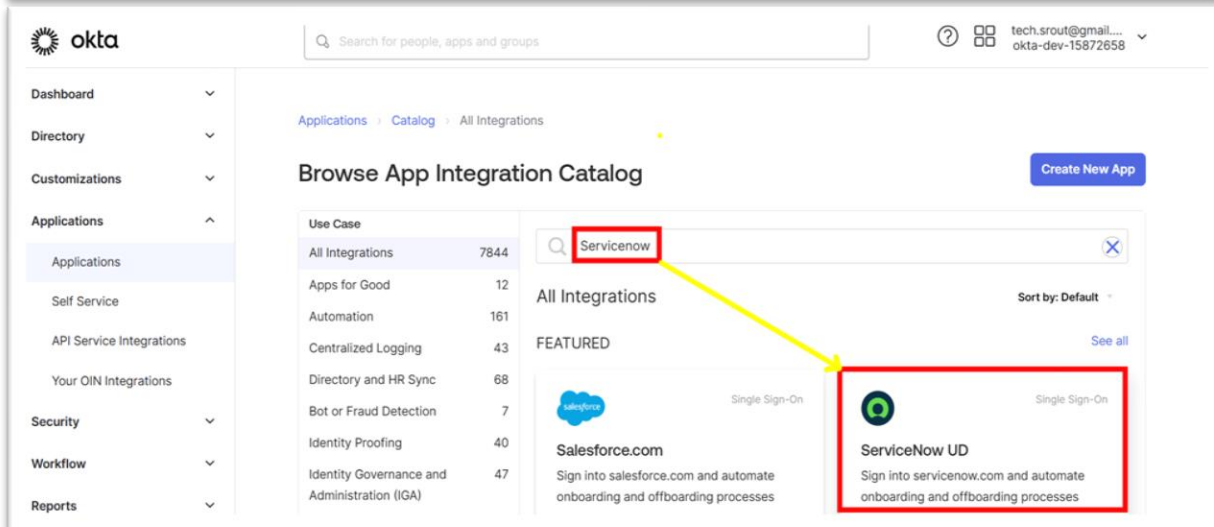 okta
Search for people, apps and groups
tech.srout@gmail....
okta-dev-15872658
Dashboard
Directory
Customizations
Applications
Applications
Self Service
API Service Integrations
Your OIN Integrations
Security
Workflow
Reports
Applications > Catalog > All Integrations
Browse App Integration Catalog
Create New App
Use Case
All Integrations 7844
Apps for Good 12
Automation 161
Centralized Logging 43
Directory and HR Sync 68
Bot or Fraud Detection 7
Identity Proofing 40
Identity Governance and 47
Administration (IGA)
Servicenow
All Integrations
Sort by: Default
FEATURED
See all
salesforce
Single Sign-On
Salesforce.com
Sign into salesforce.com and automate
onboarding and offboarding processes
Single Sign-On
ServiceNow UD
Sign into servicenow.com and automate
onboarding and offboarding processes